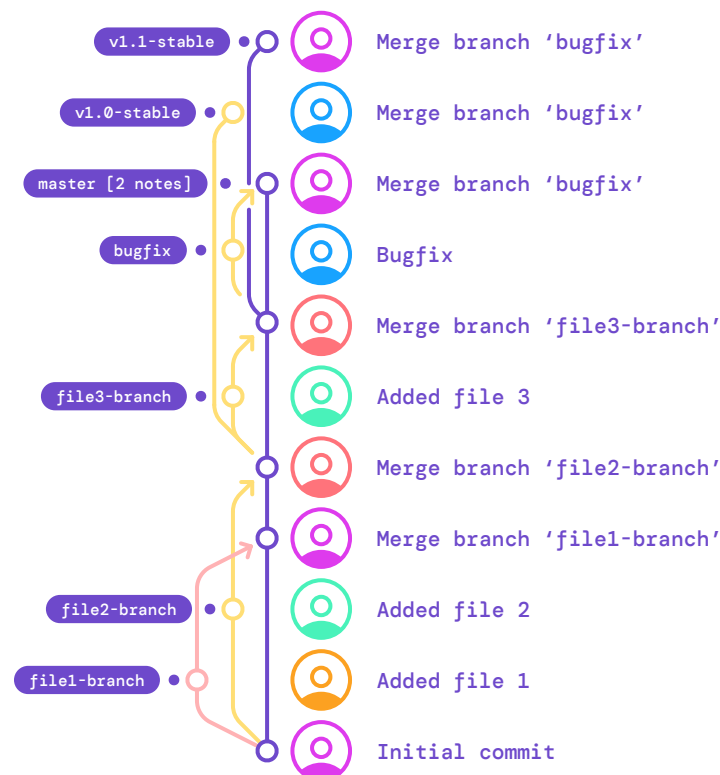 v1.1-stable Merge branch ‘bugfix’
v1.0-stable Merge branch ‘bugfix’
master [2 notes] Merge branch ‘bugfix’
bugfix Bugfix
Merge branch ‘file3-branch’
file3-branch Added file 3
Merge branch ‘file2-branch’
Merge branch ‘file1-branch’
file2-branch Added file 2
file1-branch Added file 1
Initial commit